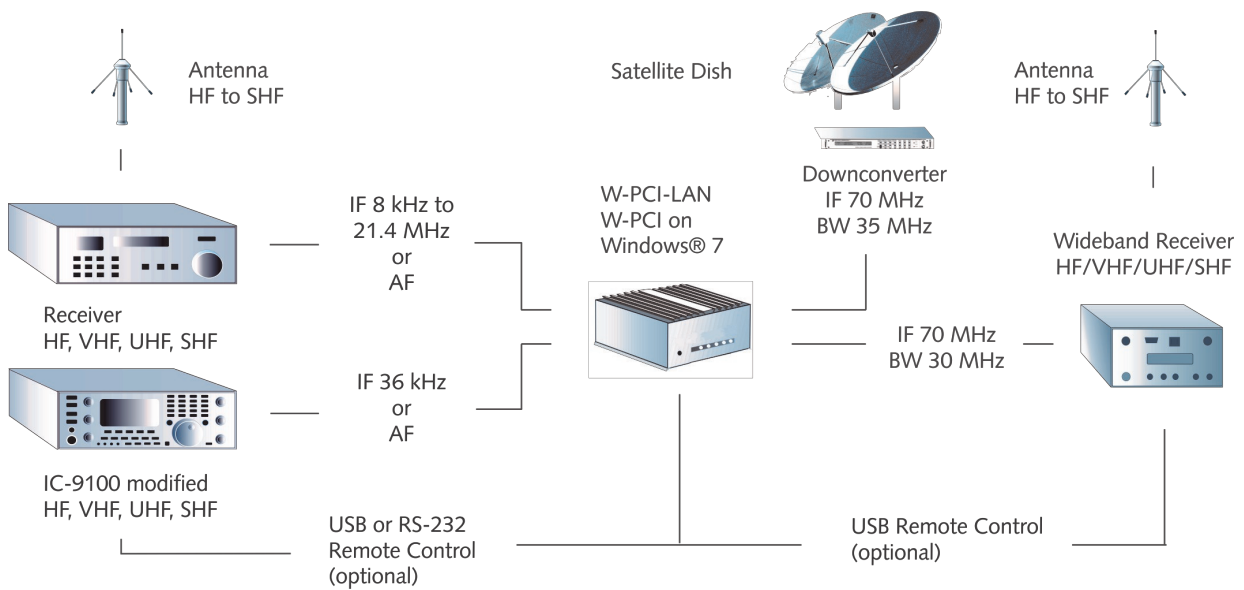 Antenna
HF to SHF
Satellite Dish
Antenna
HF to SHF
Downconverter
IF 70 MHz
BW 35 MHz
W-PCI-LAN
W-PCI on
Windows® 7
IF 8 kHz to
21.4 MHz
or
AF
Wideband Receiver
HF/VHF/UHF/SHF
Receiver
HF, VHF, UHF, SHF
IF 70 MHz
BW 30 MHz
IF 36 kHz
or
AF
IC-9100 modified
HF, VHF, UHF, SHF
USB or RS-232
Remote Control
(optional)
USB Remote Control
(optional)